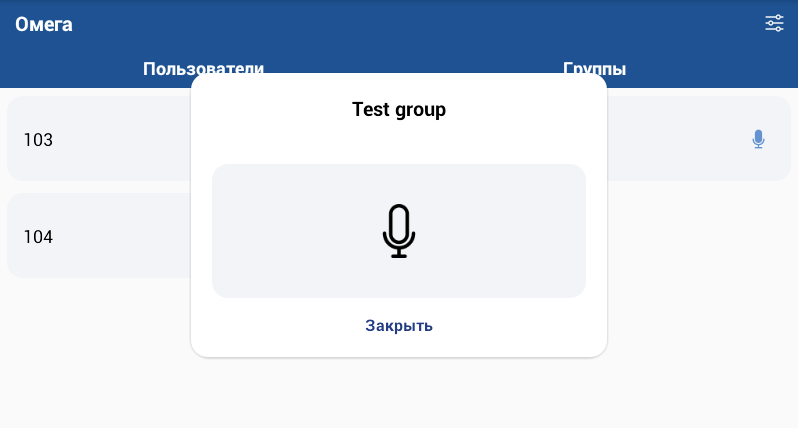 Омега
Пользователи
Группы
Test group
103
104
Закрыть